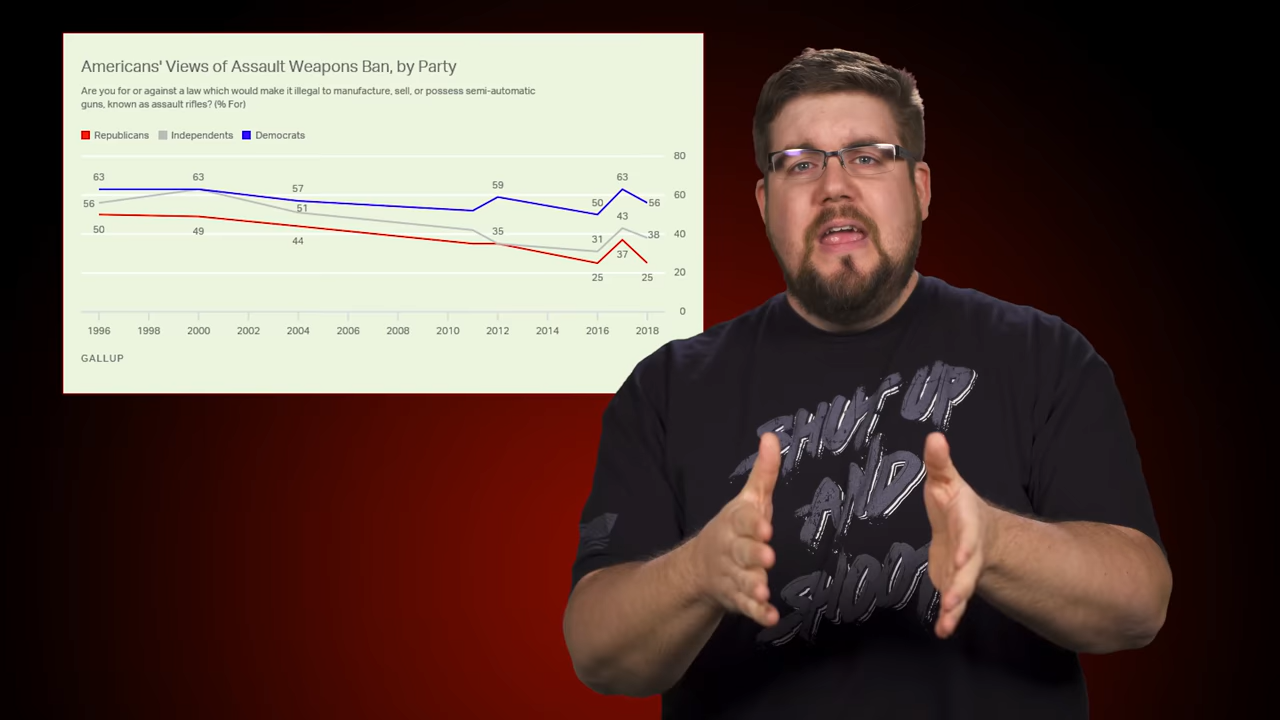 Americans' Views of Assault Weapons Ban, by Party
Are you for or against a law which would make it illegal to manufacture, sell, or possess semi-automatic
guns, known as assault rifles? (% For)
Republicans Independents Democrats
80
63 63 57 59 63
60
56 51 50 56
43
40
50 49 44 35 31 38
37
20
25 25
0
1996 1998 2000 2002 2004 2006 2008 2010 2012 2014 2016 2018
GALLUP
SHUT UP
AND
SHOOT